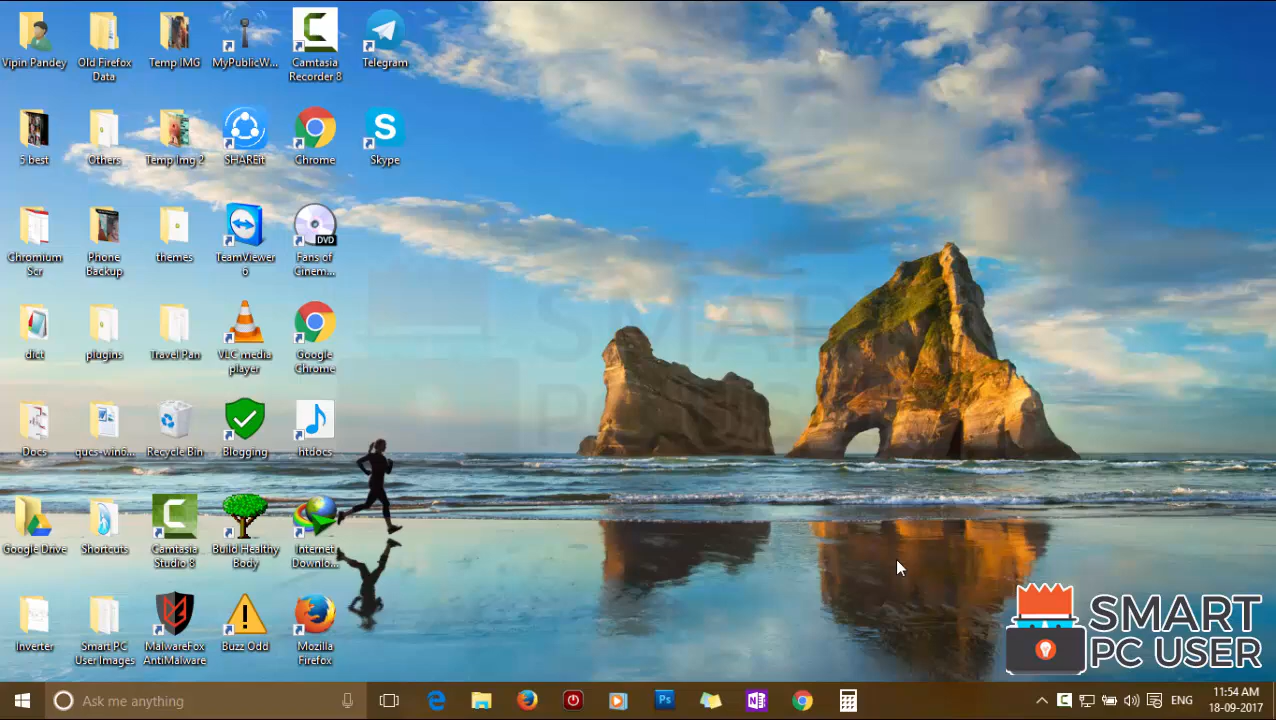 Vipin Pandey
Old Firefox
Data
Temp IMG
MyPublicW...
Camtasia
Recorder 8
Telegram
5 best
Others
Temp Img 2
SHAREit
Chrome
S
Skype
Chromium
Scr
Phone
Backup
themes
TeamViewer
6
DVD
Fans of
Cinem...
dict
plugins
Travel Pan
VLC media
player
Google
Chrome
Docs
qucs-win6...
Recycle Bin
Blogging
htdocs
Google Drive
Shortcuts
Camtasia
Studio 8
Build Healthy
Body
Internet
Downlo...
Inverter
Smart PC
User Images
MalwareFox
AntiMalware
Buzz Odd
Mozilla
Firefox
SMART
PC USER
Ask me anything
Ps
N
ENG
11:54 AM
18-09-2017